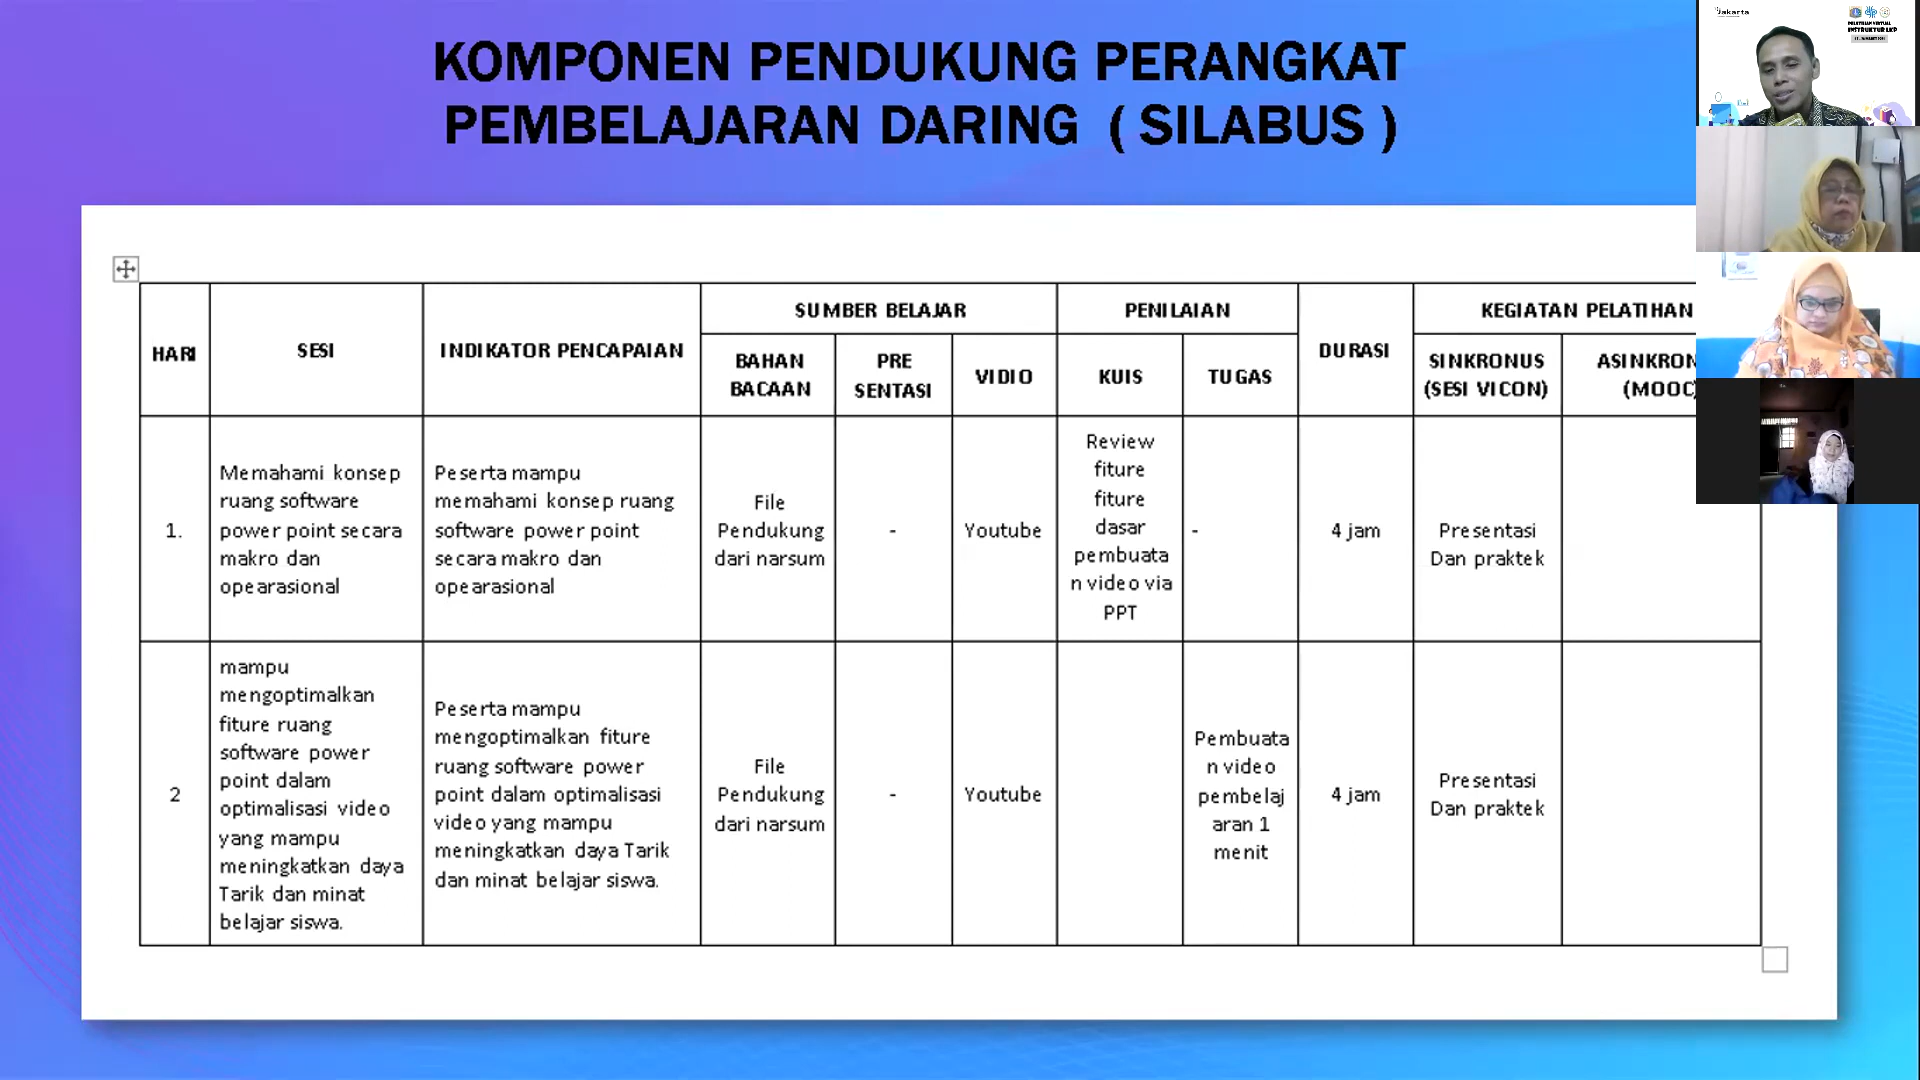 KOMPONEN PENDUKUNG PERANGKAT
PEMBELAJARAN DARING ( SILABUS )
Jakarta
PELATIHAN VIRTUAL
INSTRUKTUR LKP
HARI
SESI
INDIKATOR PENCAPAIAN
SUMBER BELAJAR
PENILAIAN
DURASI
KEGIATAN PELATIHAN
BAHAN
BACAAN
PRE
SENTASI
VIDIO
KUIS
TUGAS
SINKRONUS
(SESI VICON)
ASINKRON
(MOOC)
1.
Memahami konsep
ruang software
power point secara
makro dan
opearasional
Peserta mampu
memahami konsep ruang
software power point
secara makro dan
opearasional
File
Pendukung
dari narsum
-
Youtube
Review
fiture
fiture
dasar
pembuata
n video via
PPT
-
4 jam
Presentasi
Dan praktek
2
mampu
mengoptimalkan
fiture ruang
software power
point dalam
optimalisasi video
yang mampu
meningkatkan daya
Tarik dan minat
belajar siswa.
Peserta mampu
mengoptimalkan fiture
ruang software power
point dalam optimalisasi
video yang mampu
meningkatkan daya Tarik
dan minat belajar siswa.
File
Pendukung
dari narsum
-
Youtube
Pembuata
n video
pembelaj
aran 1
menit
4 jam
Presentasi
Dan praktek